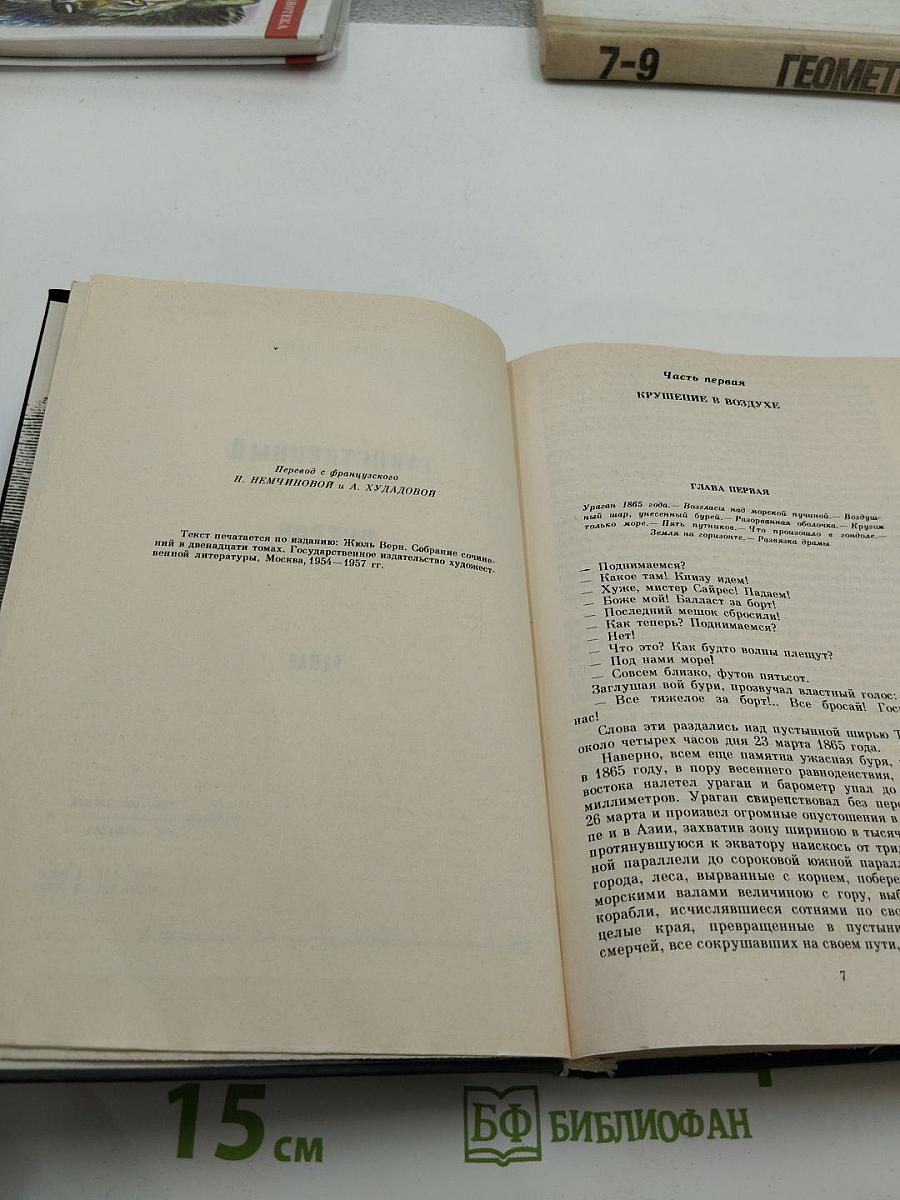 ИОТЕКА
7-9 ГЕОМЕТ
Перевод с французского
Н. НЕМЧИНОВОЙ и А. ХУДАДОВОЙ
Текст печатается по изданию: Жюль Верн. Собрание сочине-
ний в двенадцати томах. Государственное издательство художест-
венной литературы, Москва, 1954—1957 гг.
Часть первая
КРУШЕНИЕ В ВОЗДУХЕ
ГЛАВА ПЕРВАЯ
Ураган 1865 года.— Возгласы над морской пучиной.— Воздуш-
ный шар, унесенный бурей.— Разорванная оболочка.— Кругом
только море.— Пять путников.— Что произошло в гондоле.—
Земля на горизонте.— Развязка драмы
— Поднимаемся?
— Какое там! Книзу идем!
— Хуже, мистер Сайрес! Падаем!
— Боже мой! Балласт за борт!
— Последний мешок сбросили!
— Как теперь? Поднимаемся?
— Нет!
— Что это? Как будто волны плещут?
— Под нами море!
— Совсем близко, футов пятьсот.
Заглушая вой бури, прозвучал властный голос:
— Все тяжелое за борт!.. Все бросай! Гос
нас!
Слова эти раздались над пустынной ширью Т
около четырех часов дня 23 марта 1865 года.
Наверно, всем еще памятна ужасная буря,
в 1865 году, в пору весеннего равноденствия,
востока налетел ураган и барометр упал до
миллиметров. Ураган свирепствовал без пере
26 марта и произвел огромные опустошения в
пе и в Азии, захватив зону шириною в тысяч
протянувшуюся к экватору наискось от трид
ной параллели до сороковой южной паралл
города, леса, вырванные с корнем, побере
морскими валами величиною с гору, выб
корабли, исчислявшиеся сотнями по сво
целые края, превращенные в пустын
смерчей, все сокрушавших на своем пути,
7
15 см БФ БИБЛИОФАН